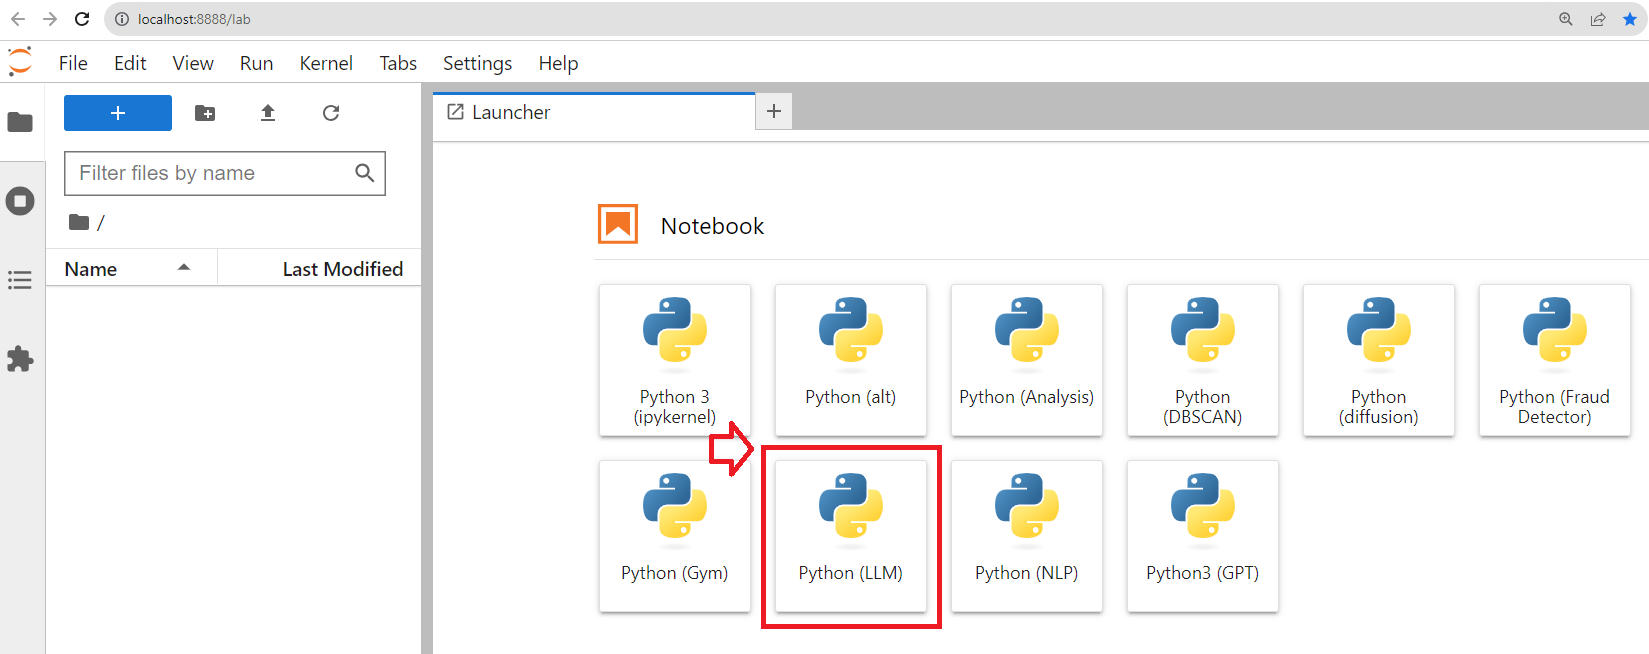 localhost:8888/lab
File Edit View Run Kernel Tabs Settings Help
Launcher
Filter files by name
/
Name Last Modified
Notebook
Python 3
(ipykernel)
Python (alt)
Python (Analysis)
Python
(DBSCAN)
Python
(diffusion)
Python (Fraud
Detector)
Python (Gym)
Python (LLM)
Python (NLP)
Python3 (GPT)